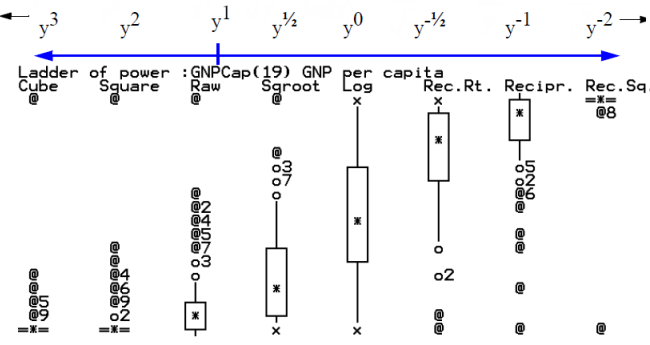 y³ y² y¹ y^½ y⁰ y^-½ y^-1 y^-2
Ladder of power :GNPCap(19) GNP per capita
Cube Square Raw Sqroot Log Rec.Rt. Recipr. Rec.Sq.
@ @ @ @ x x =*=
* @8
*
@
o3 o5
o7 o2
@ o @6
@2 @
@4 *
@5 @
@ @7 o @
@ o3
@ @4 o o2
@ @6 * @
@5 @9
@9 o2 * @ @
=*= =*= x x @ @ @